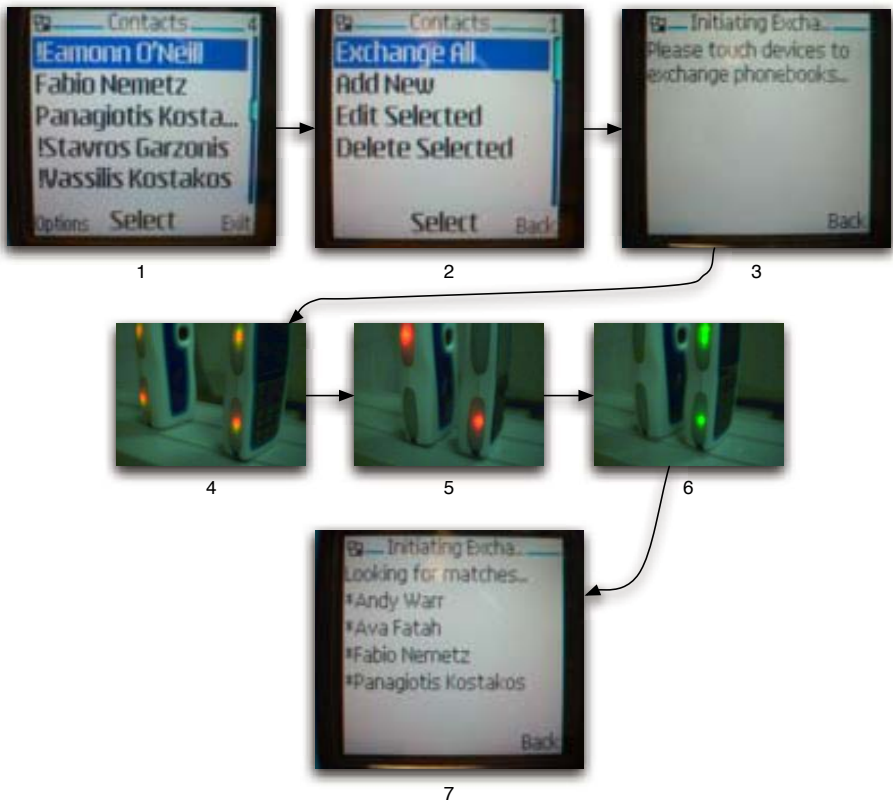 Contacts 4
!Eamonn O'Neill
Fabio Nemetz
Panagiotis Kosta...
!Stavros Garzonis
!Vassilis Kostakos
Options Select Exit
1
Contacts 1
Exchange All
Add New
Edit Selected
Delete Selected
Select Back
2
Initiating Excha..
Please touch devices to
exchange phonebooks...
Back
3
4
5
6
Initiating Excha..
Looking for matches...
*Andy Warr
*Ava Fatah
*Fabio Nemetz
*Panagiotis Kostakos
Back
7